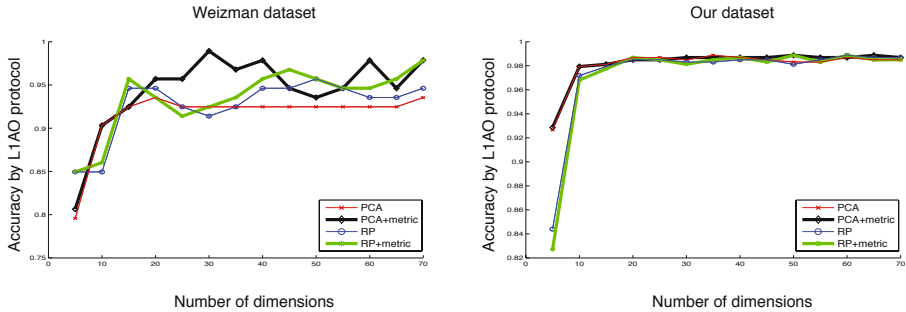 Weizman dataset
Accuracy by L1AO protocol
1
0.95
0.9
0.85
0.8
0.75
0
10
20
30
40
50
60
70
PCA
PCA+metric
RP
RP+metric
Number of dimensions
Our dataset
Accuracy by L1AO protocol
1
0.98
0.96
0.94
0.92
0.9
0.88
0.86
0.84
0.82
0
10
20
30
40
50
60
70
PCA
PCA+metric
RP
RP+metric
Number of dimensions